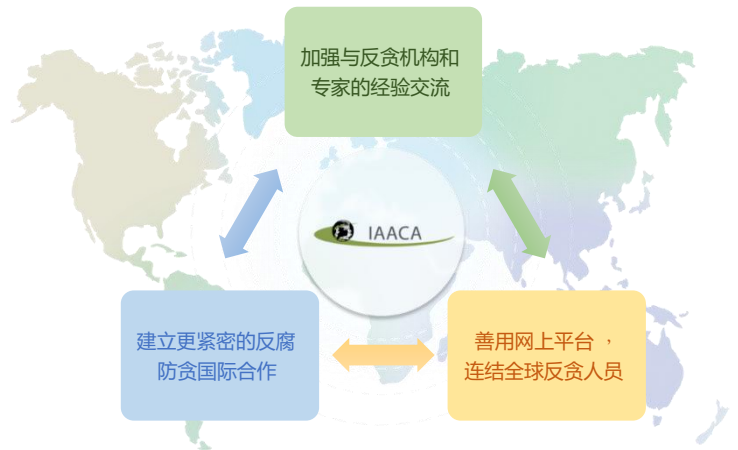 加强与反贪机构和
专家的经验交流
IAACA
建立更紧密的反腐
防贪国际合作
善用网上平台，
连结全球反贪人员